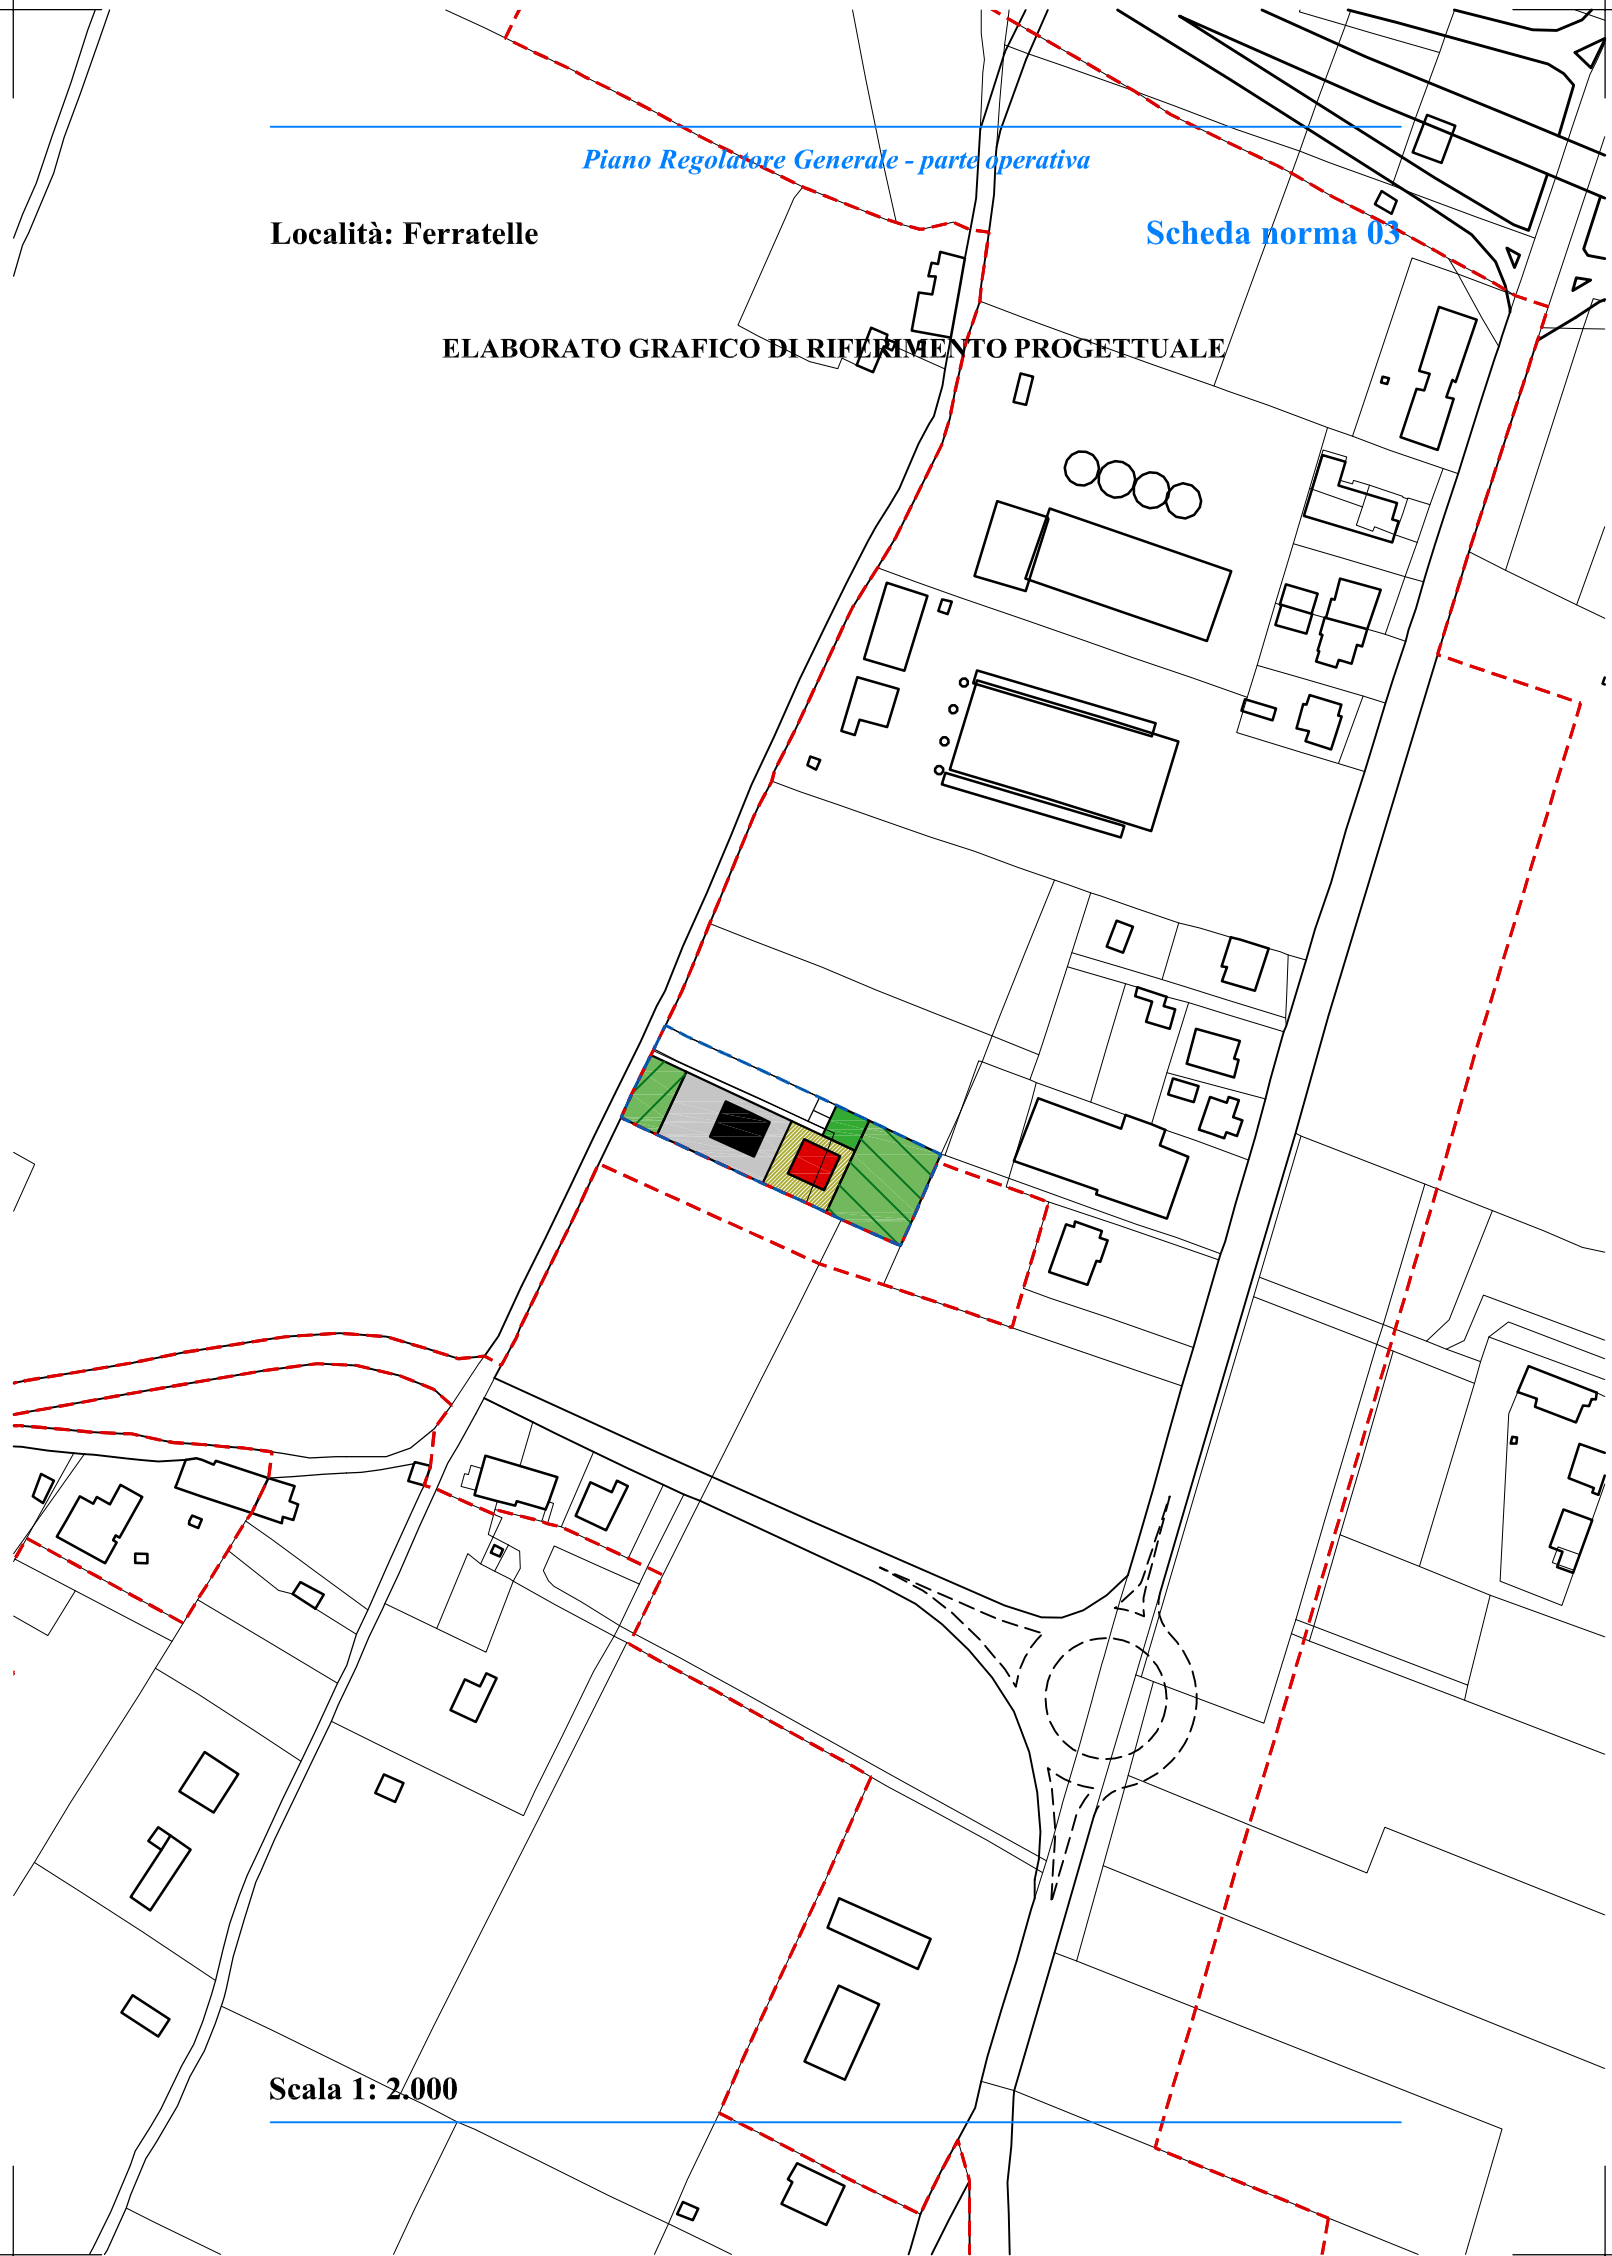 Piano Regolatore Generale - parte operativa
Località: Ferratelle
Scheda norma 03
ELABORATO GRAFICO DI RIFERIMENTO PROGETTUALE
Scala 1: 2.000